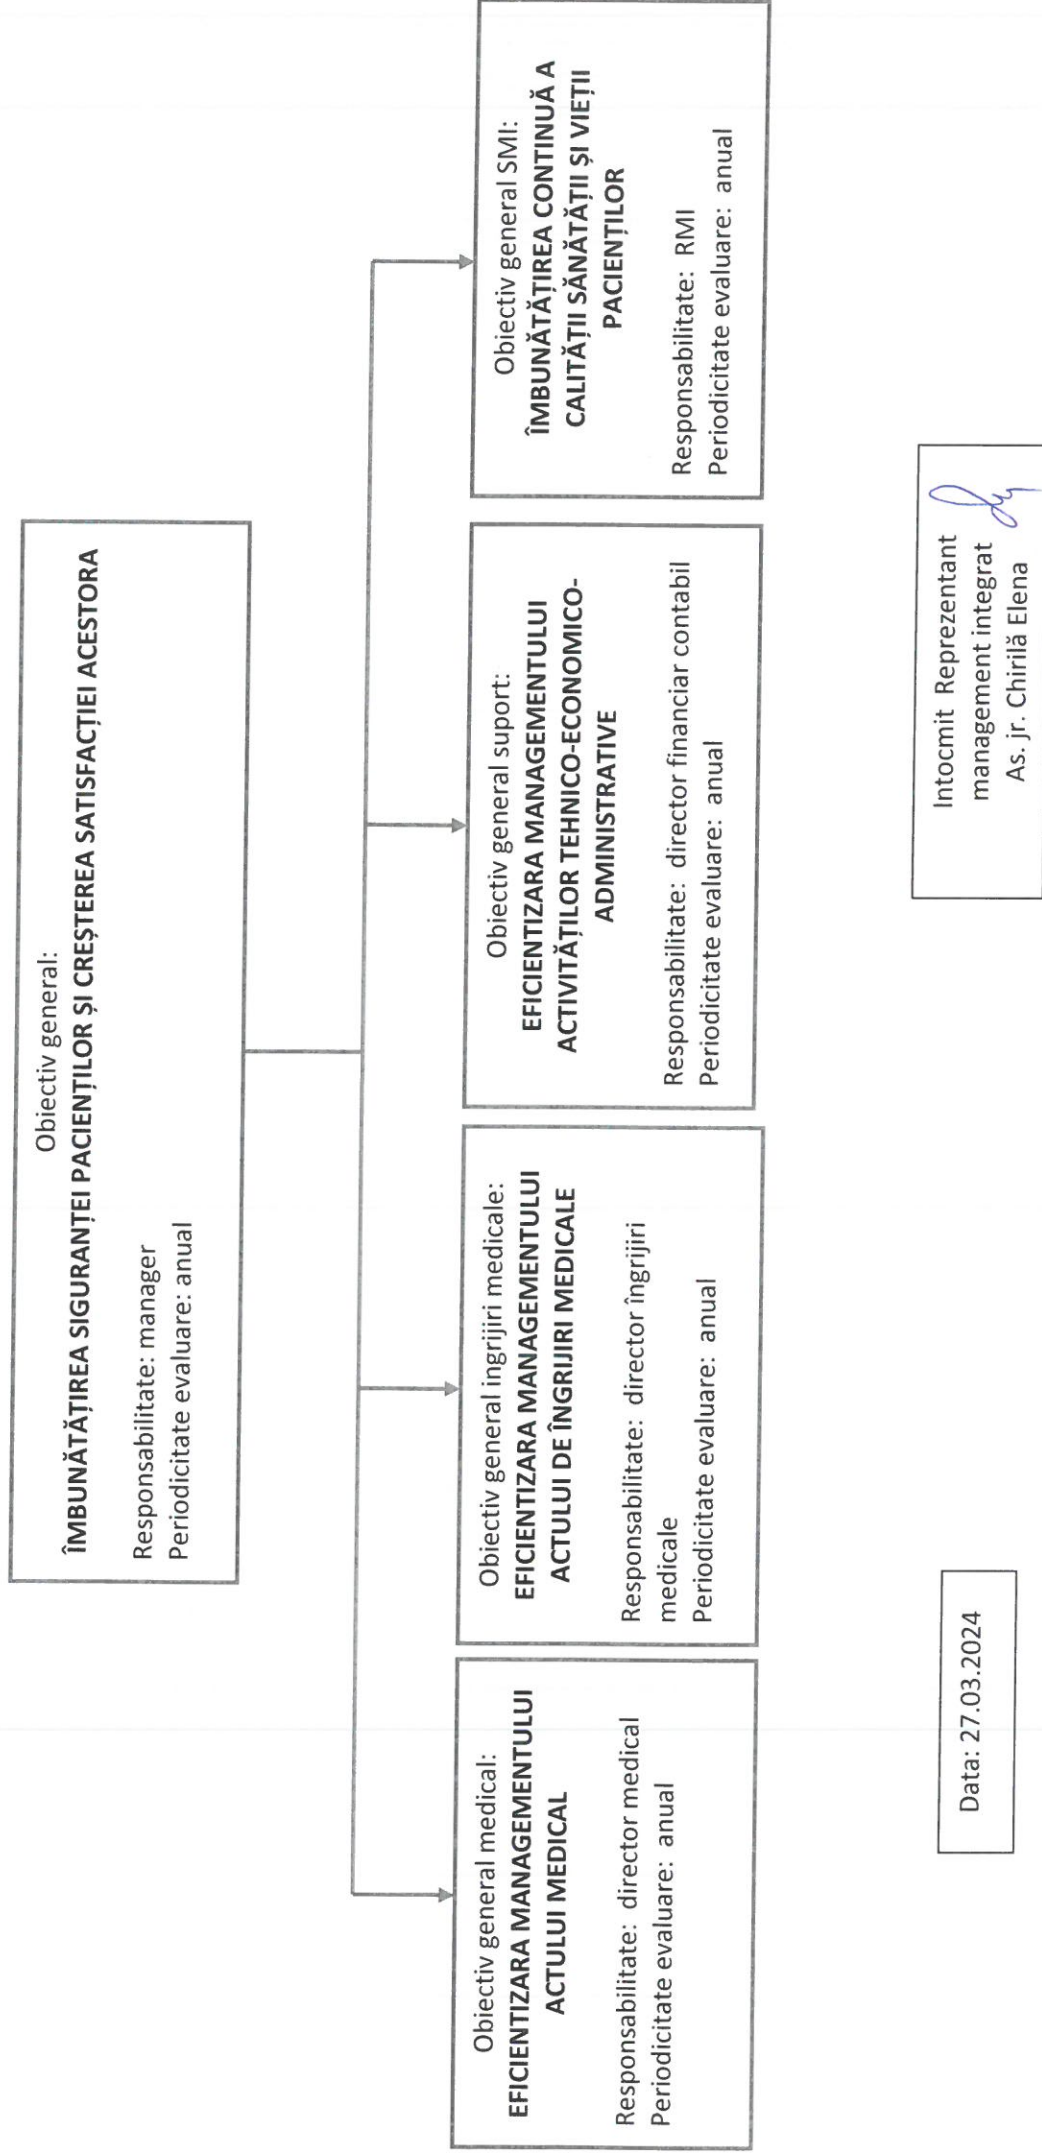 Obiectiv general:
ÎMBUNĂTĂȚIREA SIGURANȚEI PACIENȚILOR ȘI CREȘTEREA SATISFACȚIEI ACESTORA
Responsabilitate: manager
Periodicitate evaluare: anual
Obiectiv general medical:
EFICIENTIZARA MANAGEMENTULUI
ACTULUI MEDICAL
Responsabilitate: director medical
Periodicitate evaluare: anual
Obiectiv general ingrijiri medicale:
EFICIENTIZARA MANAGEMENTULUI
ACTULUI DE ÎNGRIJIRI MEDICALE
Responsabilitate: director îngrijiri
medicale
Periodicitate evaluare: anual
Obiectiv general suport:
EFICIENTIZARA MANAGEMENTULUI
ACTIVITĂȚILOR TEHNICO-ECONOMICO-
ADMINISTRATIVE
Responsabilitate: director financiar contabil
Periodicitate evaluare: anual
Obiectiv general SMI:
ÎMBUNĂTĂȚIREA CONTINUĂ A
CALITĂȚII SĂNĂTĂȚII ȘI VIEȚII
PACIENȚILOR
Responsabilitate: RMI
Periodicitate evaluare: anual
Data: 27.03.2024
Intocmit Reprezentant
management integrat
As. jr. Chirilă Elena